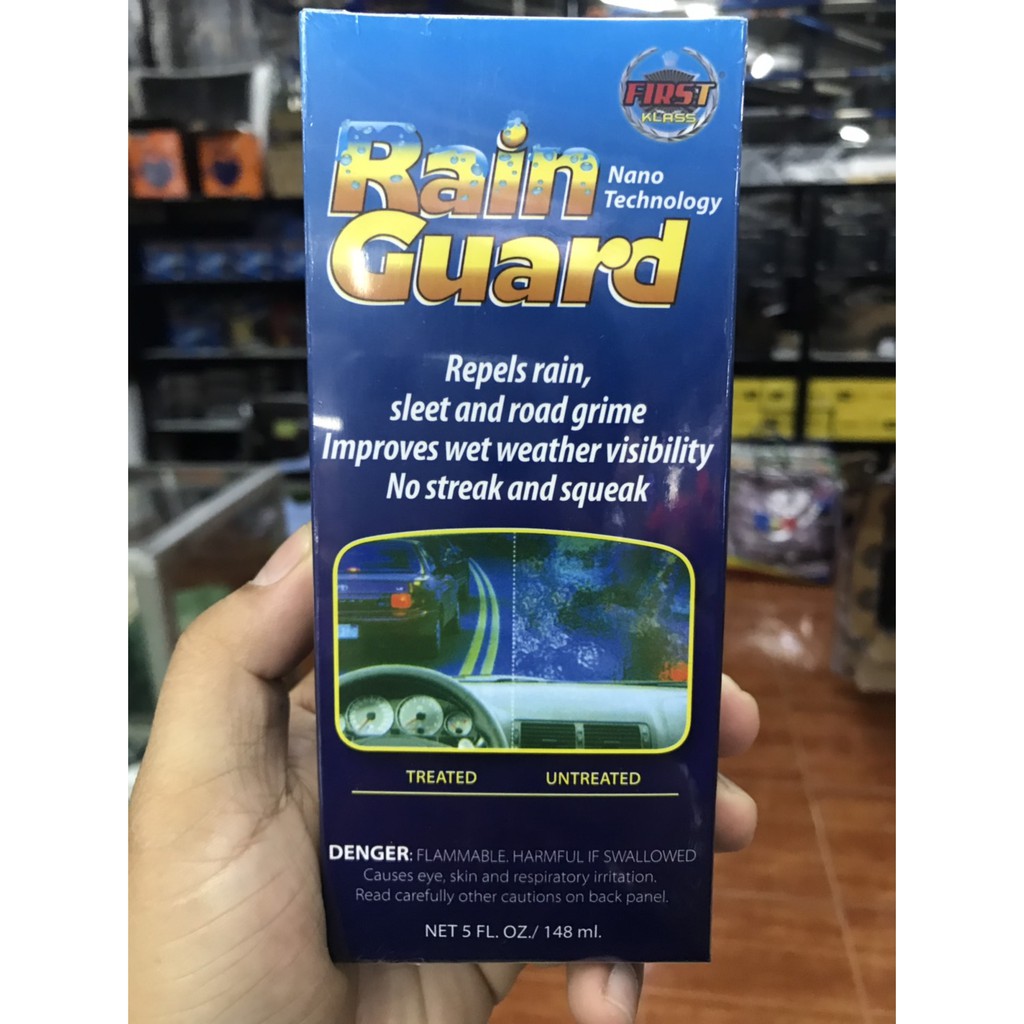 FIRST
KLASS
Rain
Nano
Technology
Guard
Repels rain,
sleet and road grime
Improves wet weather visibility
No streak and squeak
TREATED UNTREATED
DENGER: FLAMMABLE. HARMFUL IF SWALLOWED
Causes eye, skin and respiratory irritation.
Read carefully other cautions on back panel.
NET 5 FL. OZ./ 148 ml.